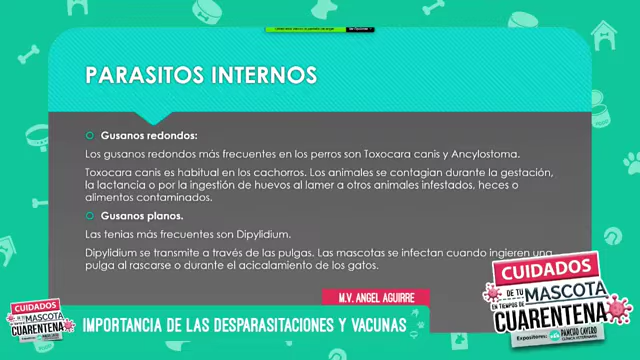 PARASITOS INTERNOS
Gusanos redondos:
Los gusanos redondos más frecuentes en los perros son Toxocara canis y Ancylostoma.
Toxocara canis es habitual en los cachorros. Los animales se contagian durante la gestación,
la lactancia o por la ingestión de huevos al lamer a otros animales infestados, heces o
alimentos contaminados.
Gusanos planos.
Las tenias más frecuentes son Dipylidium.
Dipylidium se transmite a través de las pulgas. Las mascotas se infectan cuando ingieren una
pulga al rascarse o durante el acicalamiento de los gatos.
M.V. ANGEL AGUIRRE
IMPORTANCIA DE LAS DESPARASITACIONES Y VACUNAS
CUIDADOS
DE TU
MASCOTA
EN TIEMPOS DE
CUARENTENA
CUIDADOS
DE TU
MASCOTA
EN TIEMPOS DE
CUARENTENA
Expositores:
PANCHO CAVERO
CLÍNICA VETERINARIA